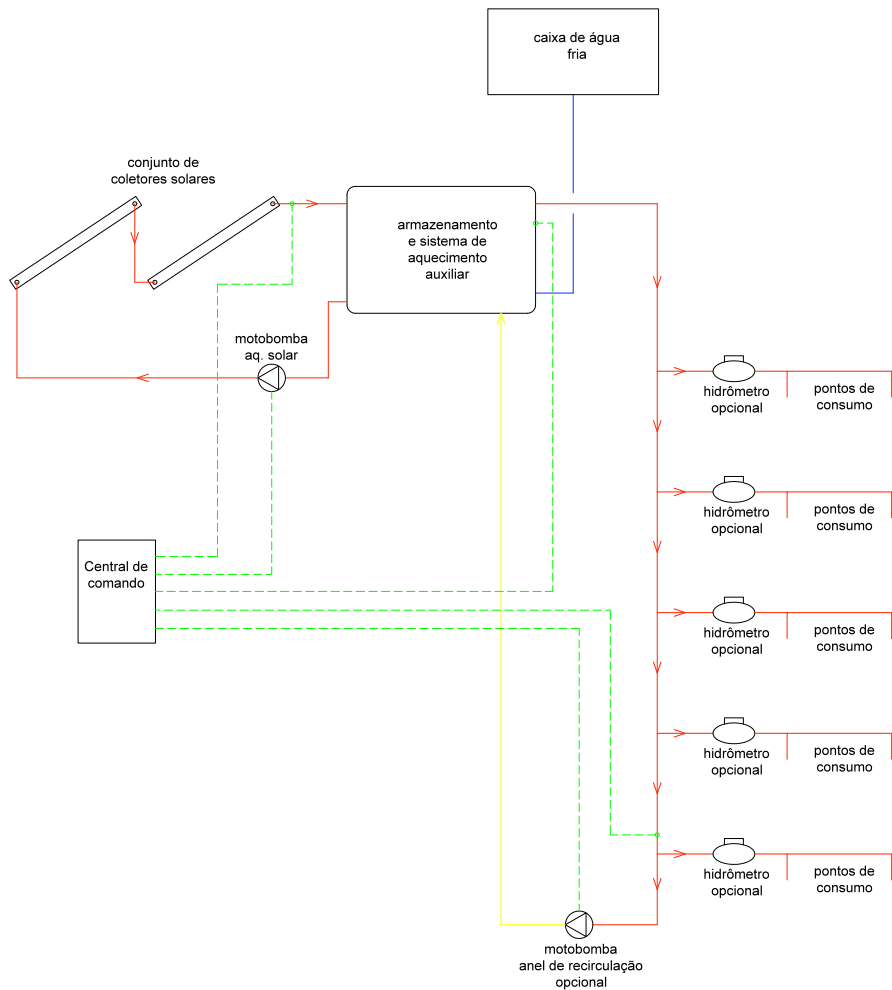 caixa de água
fria
conjunto de
coletores solares
armazenamento
e sistema de
aquecimento
auxiliar
motobomba
aq. solar
hidrômetro
opcional
pontos de
consumo
hidrômetro
opcional
pontos de
consumo
Central de
comando
hidrômetro
opcional
pontos de
consumo
hidrômetro
opcional
pontos de
consumo
hidrômetro
opcional
pontos de
consumo
motobomba
anel de recirculação
opcional